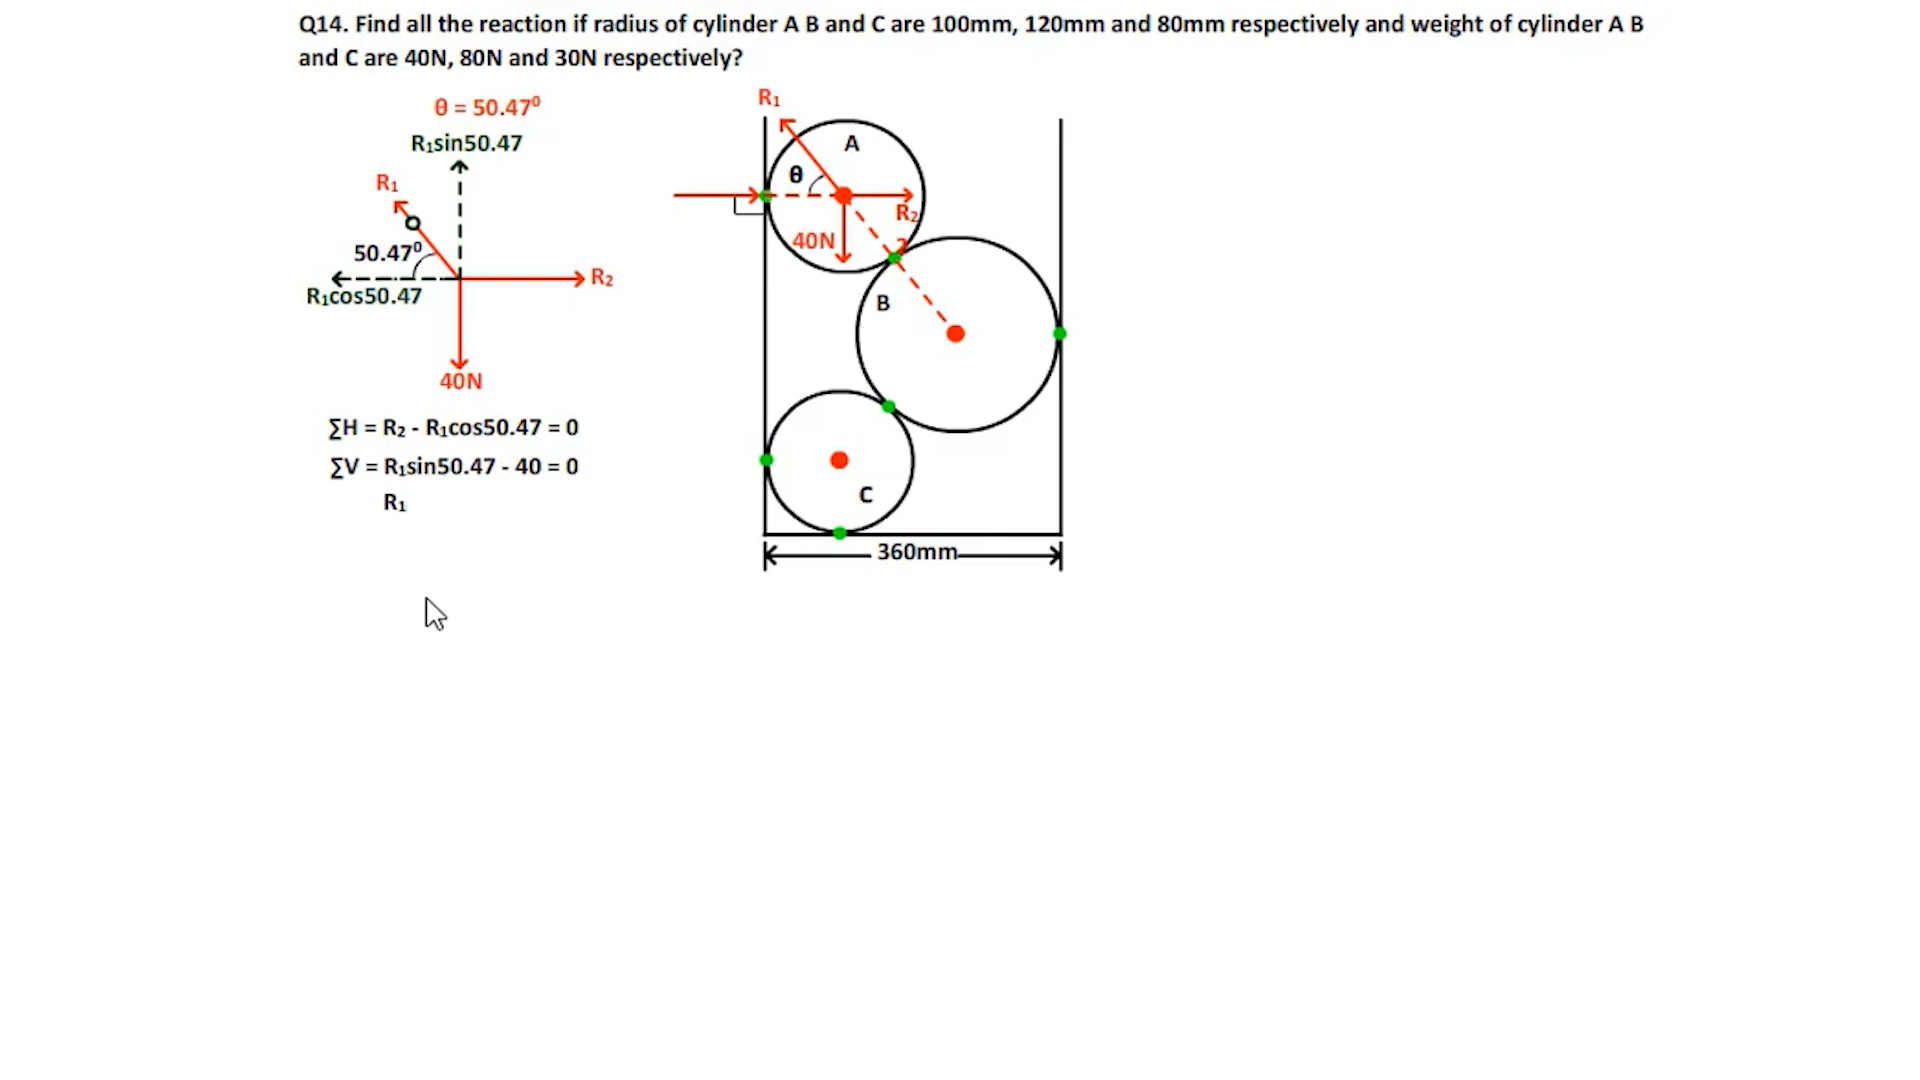 Q14. Find all the reaction if radius of cylinder A B and C are 100mm, 120mm and 80mm respectively and weight of cylinder A B
and C are 40N, 80N and 30N respectively?
θ = 50.47⁰
R₁sin50.47
R₁
50.47⁰
R₂
R₁cos50.47
40N
∑H = R₂ - R₁cos50.47 = 0
∑V = R₁sin50.47 - 40 = 0
R₁
R₁
A
θ
R₂
40N
B
C
360mm